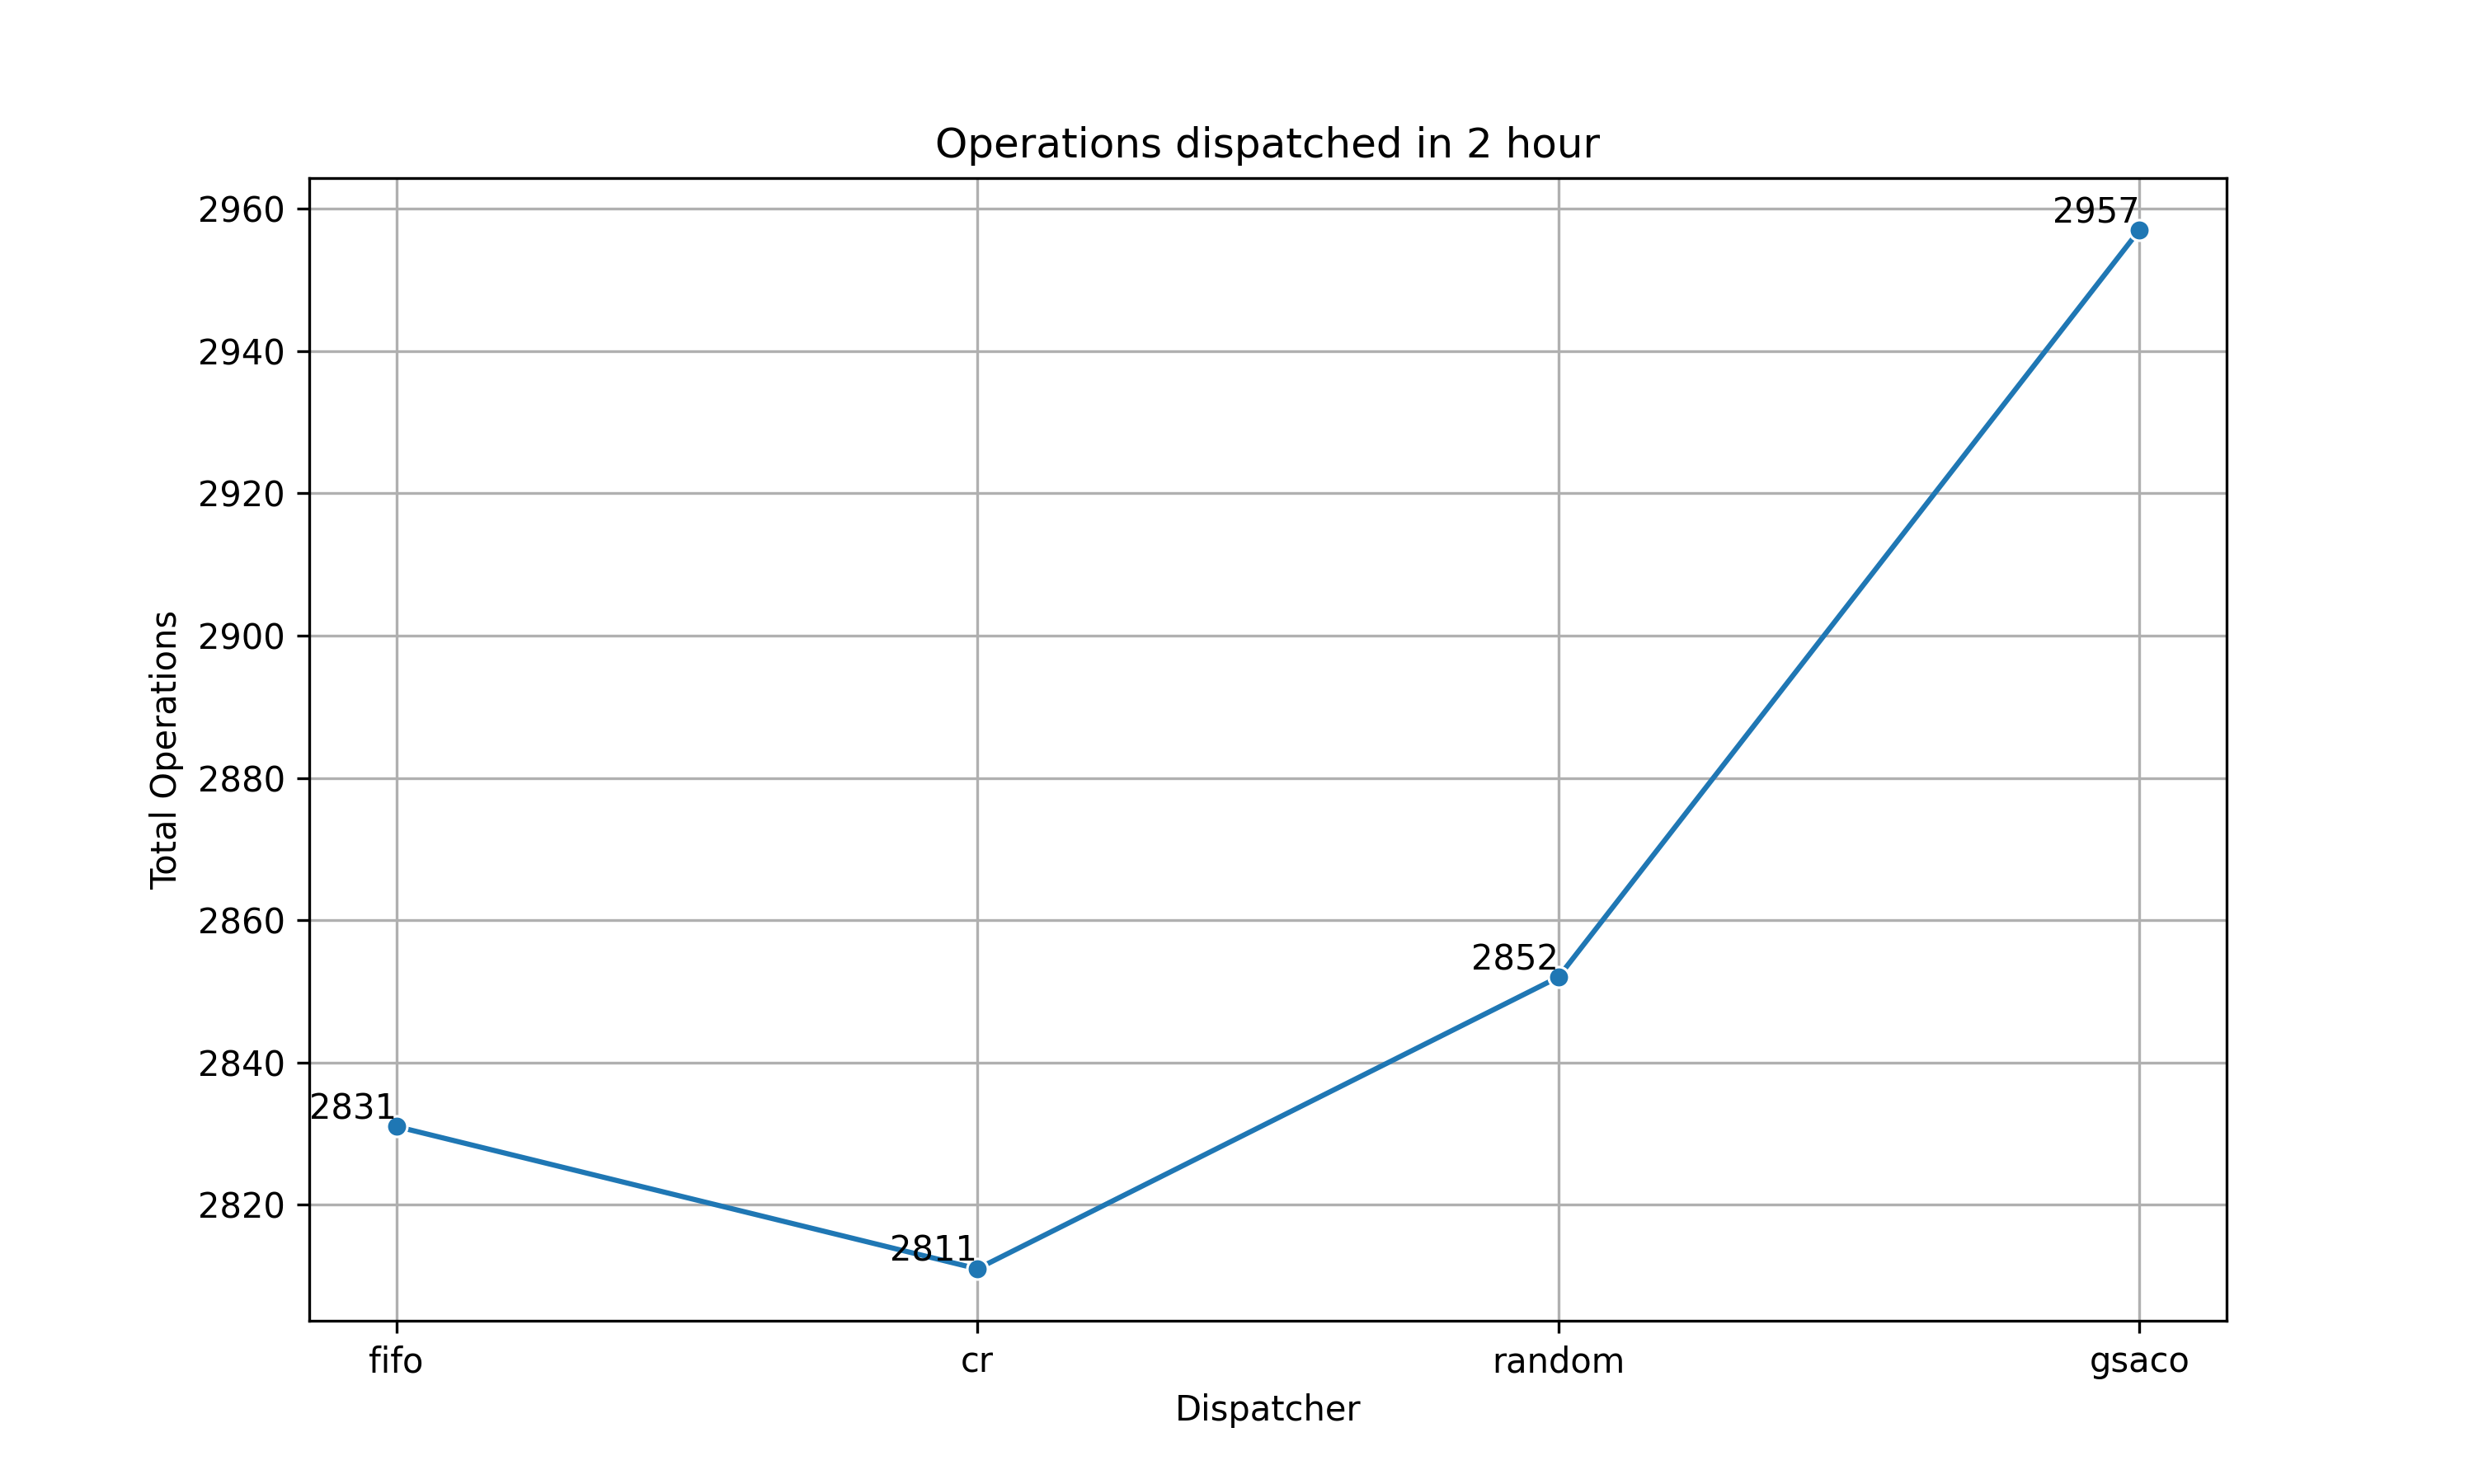 Operations dispatched in 2 hour
2960
2940
2920
2900
2880
2860
2840
2820
Total Operations
2831
2811
2852
2957
fifo
cr
random
gsaco
Dispatcher